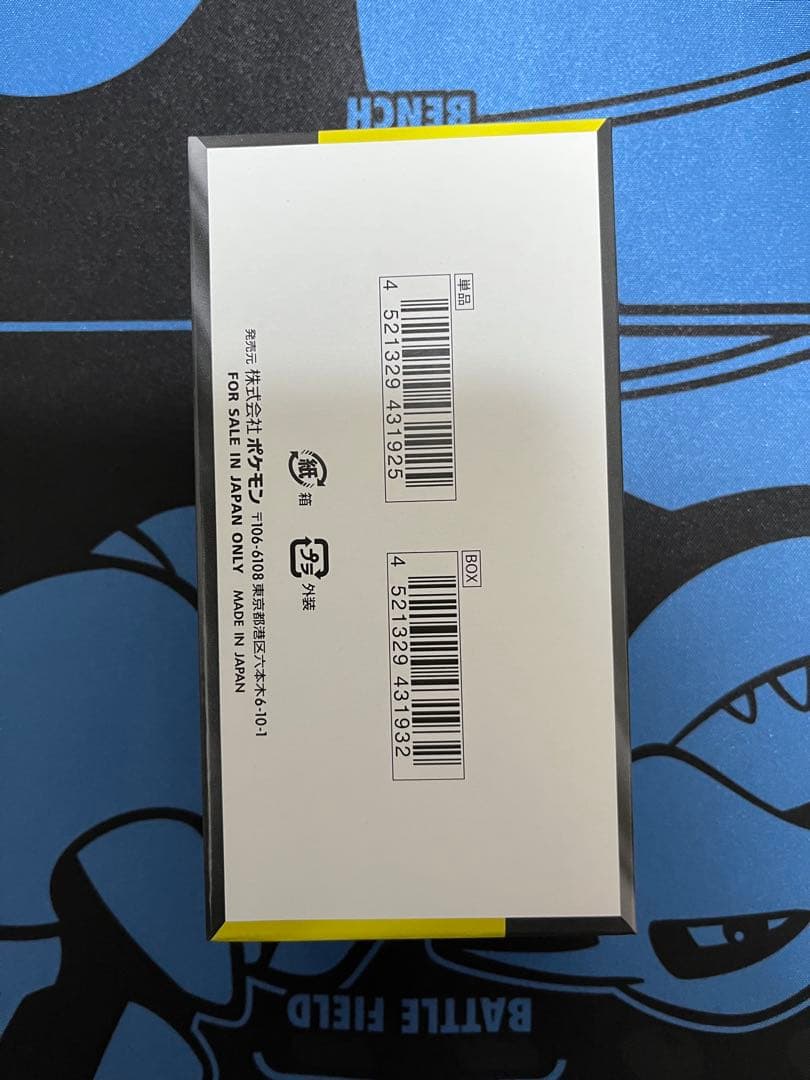 BENCH
単品
4 521329 431925
BOX
4 521329 431932
紙 箱
プラ 外装
発売元 株式会社 ポケモン 〒106-6108 東京都港区六本木6-10-1
FOR SALE IN JAPAN ONLY MADE IN JAPAN
BATTLE FIELD